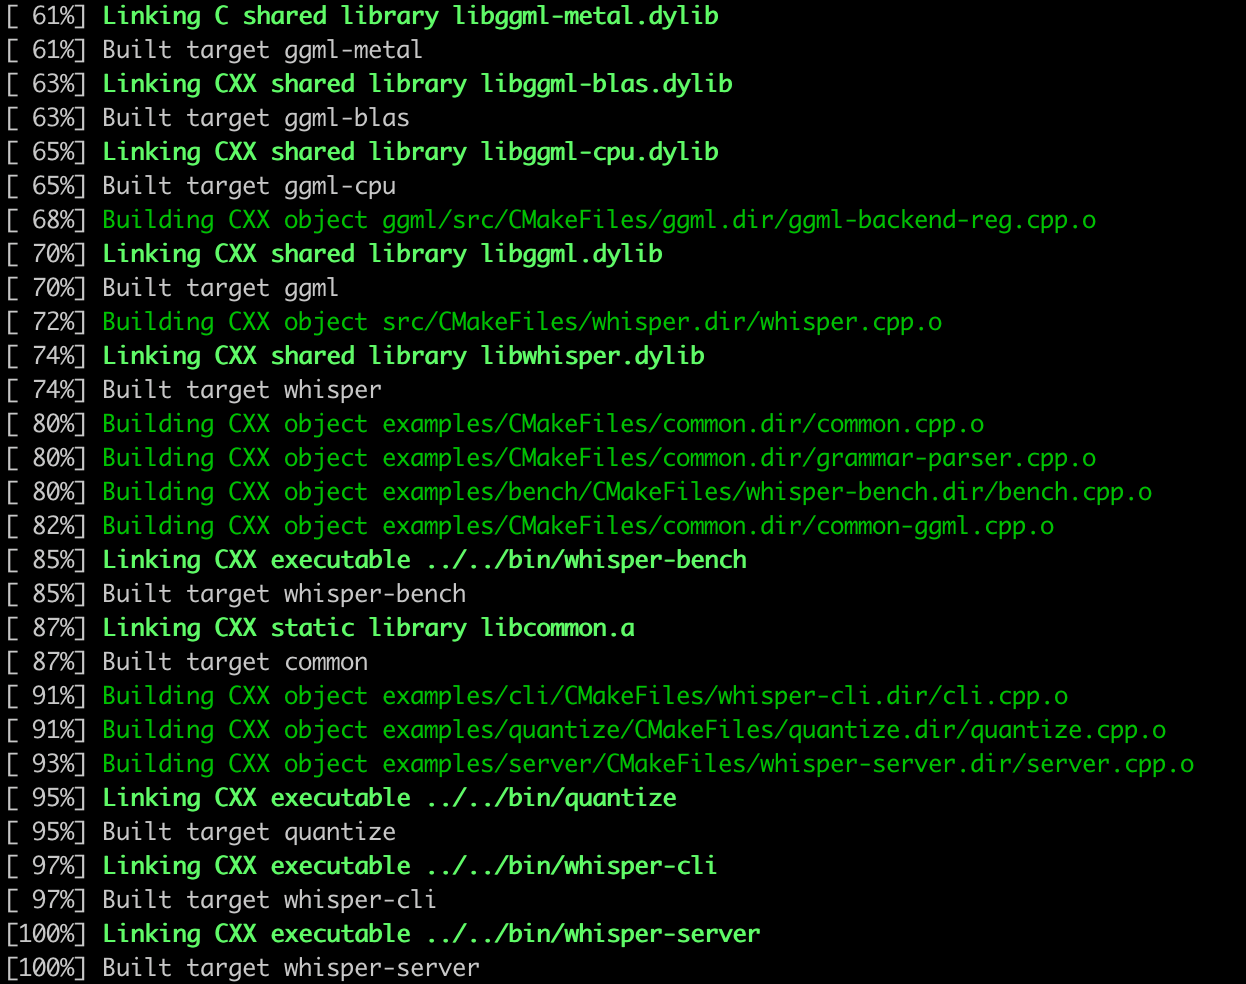 [ 61%] Linking C shared library libggml-metal.dylib
[ 61%] Built target ggml-metal
[ 63%] Linking CXX shared library libggml-blas.dylib
[ 63%] Built target ggml-blas
[ 65%] Linking CXX shared library libggml-cpu.dylib
[ 65%] Built target ggml-cpu
[ 68%] Building CXX object ggml/src/CMakeFiles/ggml.dir/ggml-backend-reg.cpp.o
[ 70%] Linking CXX shared library libggml.dylib
[ 70%] Built target ggml
[ 72%] Building CXX object src/CMakeFiles/whisper.dir/whisper.cpp.o
[ 74%] Linking CXX shared library libwhisper.dylib
[ 74%] Built target whisper
[ 80%] Building CXX object examples/CMakeFiles/common.dir/common.cpp.o
[ 80%] Building CXX object examples/CMakeFiles/common.dir/grammar-parser.cpp.o
[ 80%] Building CXX object examples/bench/CMakeFiles/whisper-bench.dir/bench.cpp.o
[ 82%] Building CXX object examples/CMakeFiles/common.dir/common-ggml.cpp.o
[ 85%] Linking CXX executable ../../bin/whisper-bench
[ 85%] Built target whisper-bench
[ 87%] Linking CXX static library libcommon.a
[ 87%] Built target common
[ 91%] Building CXX object examples/cli/CMakeFiles/whisper-cli.dir/cli.cpp.o
[ 91%] Building CXX object examples/quantize/CMakeFiles/quantize.dir/quantize.cpp.o
[ 93%] Building CXX object examples/server/CMakeFiles/whisper-server.dir/server.cpp.o
[ 95%] Linking CXX executable ../../bin/quantize
[ 95%] Built target quantize
[ 97%] Linking CXX executable ../../bin/whisper-cli
[ 97%] Built target whisper-cli
[100%] Linking CXX executable ../../bin/whisper-server
[100%] Built target whisper-server